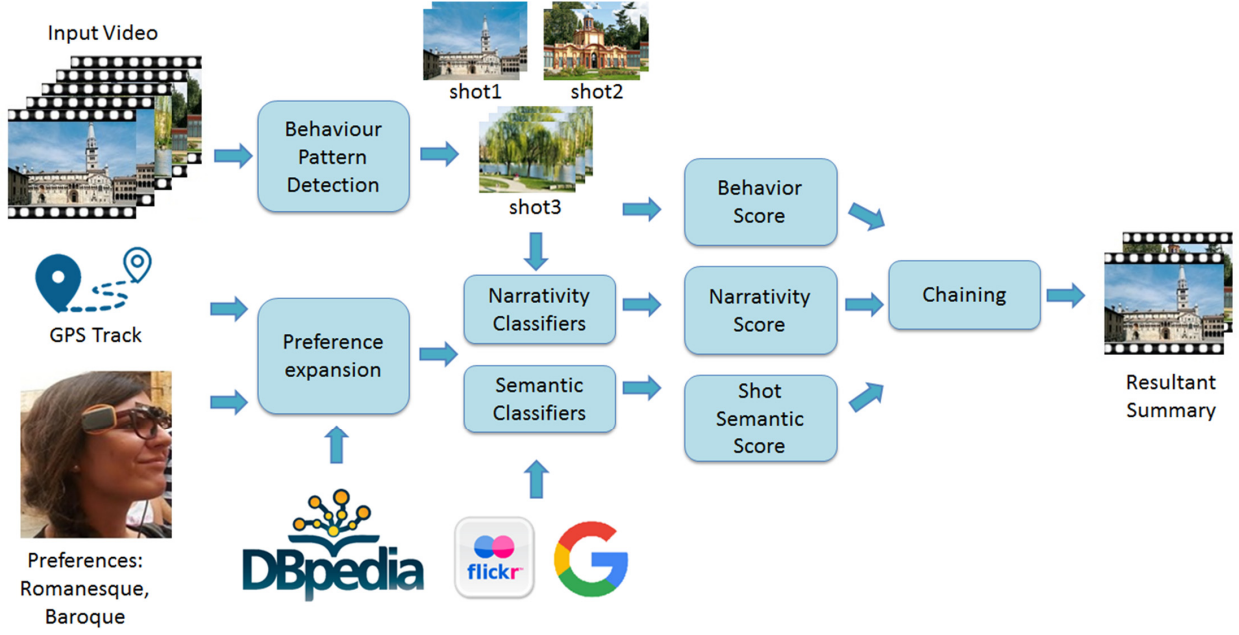 Input Video
shot1
shot2
Behaviour
Pattern
Detection
shot3
Behavior
Score
GPS Track
Preference
expansion
Narrativity
Classifiers
Narrativity
Score
Chaining
Semantic
Classifiers
Shot
Semantic
Score
Resultant
Summary
Preferences:
Romanesque,
Baroque
DBpedia
flickr
G